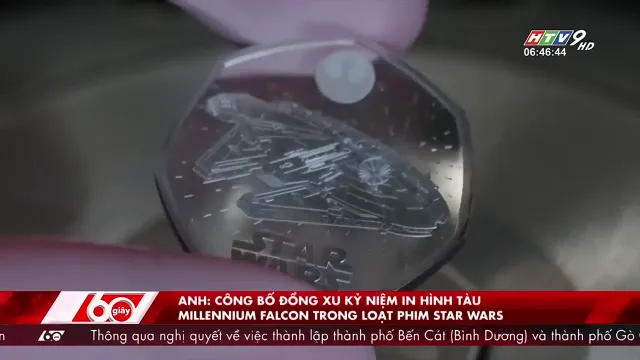 HTV9 HD
06:46:44
STAR
WARS
60 giây
ANH: CÔNG BỐ ĐỒNG XU KỶ NIỆM IN HÌNH TÀU
MILLENNIUM FALCON TRONG LOẠT PHIM STAR WARS
60 Thông qua nghị quyết về việc thành lập thành phố Bến Cát (Bình Dương) và thành phố Gò